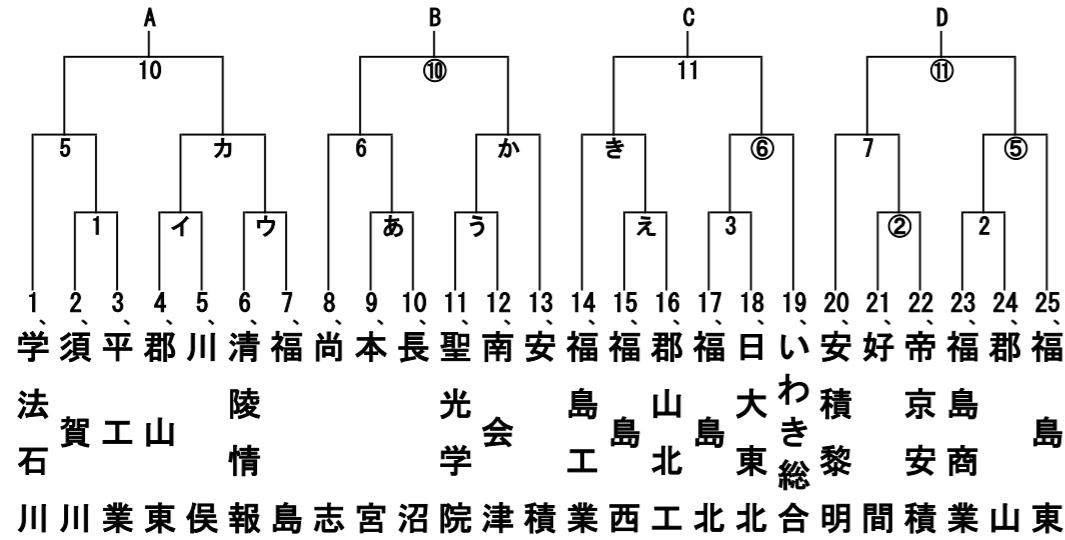 A B C D
10 ⑩ 11 ⑪
5 カ 6 か き ⑥ 7 ⑤
1 イ ウ あ う え 3 ② 2
1、学法石川
2、須賀川
3、平工業
4、郡山東
5、川俣
6、清陵情報
7、福島
8、尚志
9、本宮
10、長沼
11、聖光学院
12、南会津
13、安積
14、福島工業
15、福島西
16、郡山北工
17、福島北
18、日大東北
19、いわき総合
20、安積黎明
21、好間
22、帝京安積
23、福島商業
24、郡山
25、福島東